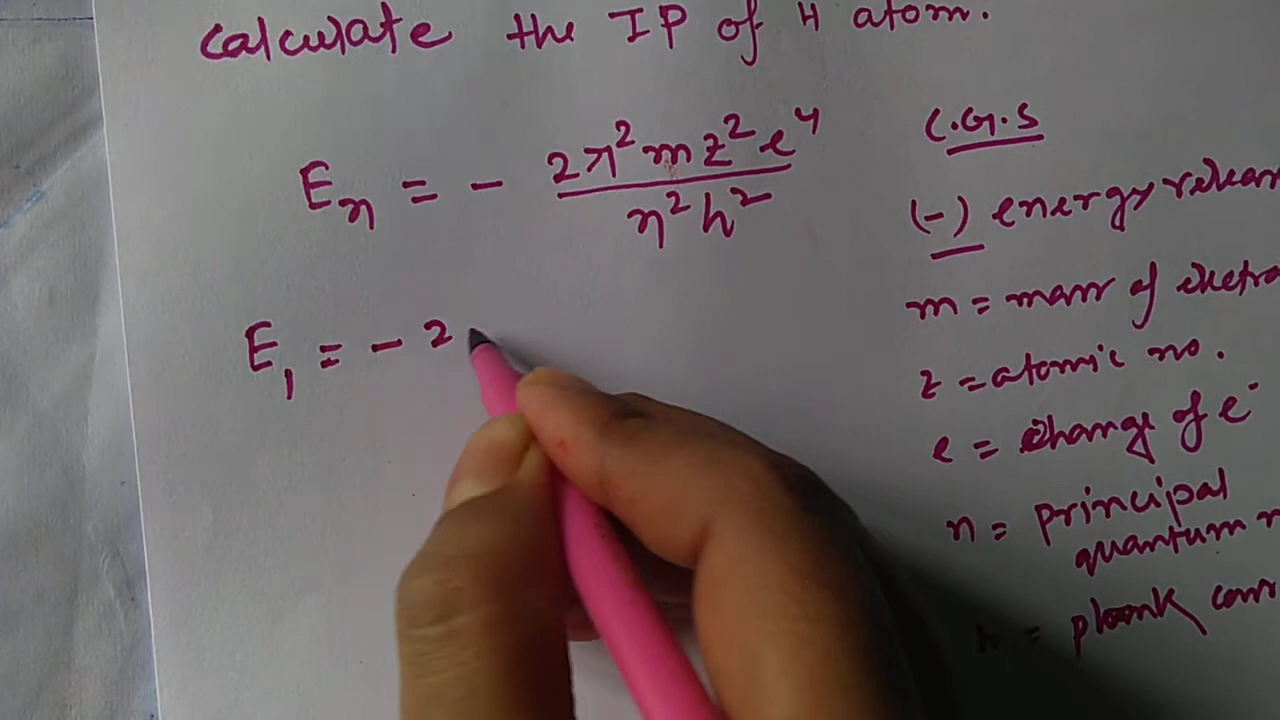 calculate the IP of H atom.
Eₙ = - 2π²mz²e⁴ / n²h²
E₁ = - 2
C.G.S
(-) energy
m = mass of
z = atomic no.
e = change of e⁻
n = principal
quantum
h = plank